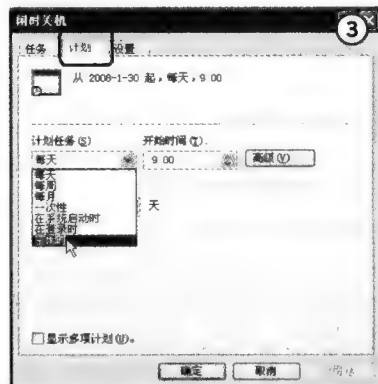 闲时关机
③
任务 计划 设置
从 2008-1-30 起，每天，9:00
计划任务(S) 开始时间(T):
每天 9:00 高级(V)
每天
每周
每月
一次性
在系统启动时
在登录时
天
显示多项计划(W)。
确定 取消